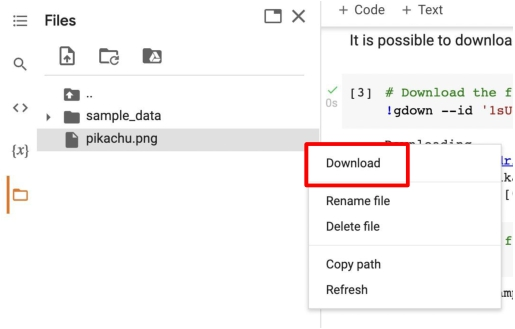 Files
+ Code + Text
It is possible to downloa
..
sample_data
pikachu.png
{x}
0s
[3] # Download the f
!gdown --id '1sU
Download
Rename file
Delete file
Copy path
Refresh